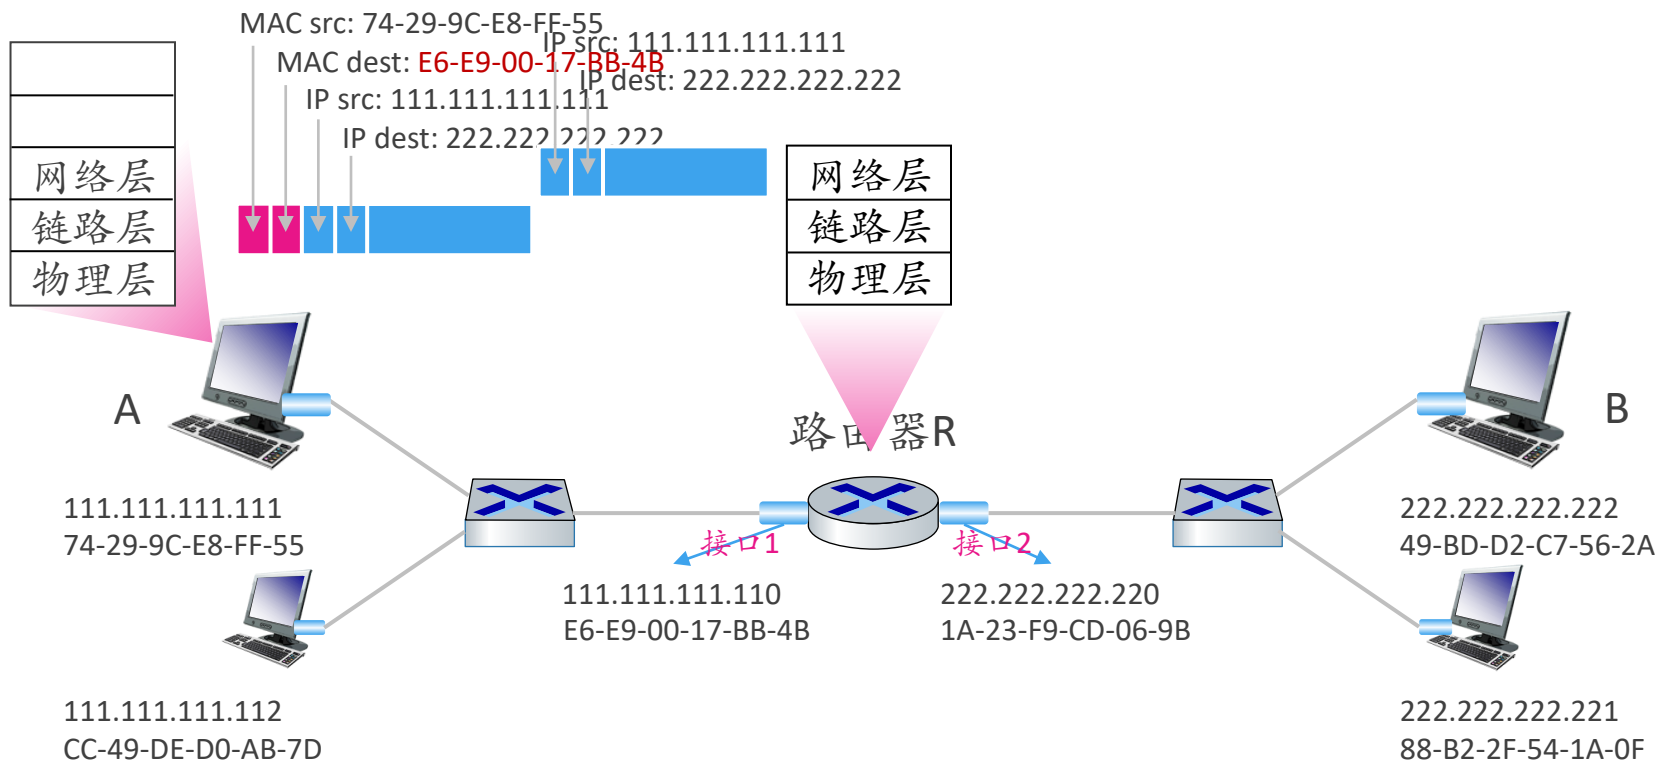 MAC src: 74-29-9C-E8-FF-55
MAC dest: E6-E9-00-17-BB-4B
IP src: 111.111.111.111
IP dest: 222.222.222.222
IP src: 111.111.111.111
IP dest: 222.222.222.222
网络层
链路层
物理层
网络层
链路层
物理层
A
111.111.111.111
74-29-9C-E8-FF-55
111.111.111.112
CC-49-DE-D0-AB-7D
路由器R
接口1
接口2
111.111.111.110
E6-E9-00-17-BB-4B
222.222.222.220
1A-23-F9-CD-06-9B
B
222.222.222.222
49-BD-D2-C7-56-2A
222.222.222.221
88-B2-2F-54-1A-0F